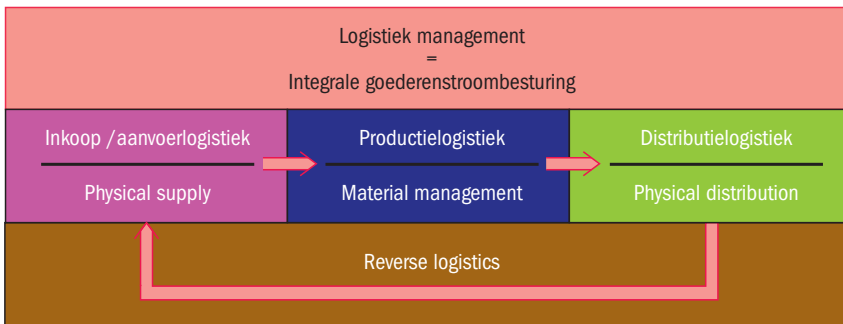 Logistiek management
=
Integrale goederenstroombesturing
Inkoop /aanvoerlogistiek
Physical supply
Productielogistiek
Material management
Distributielogistiek
Physical distribution
Reverse logistics